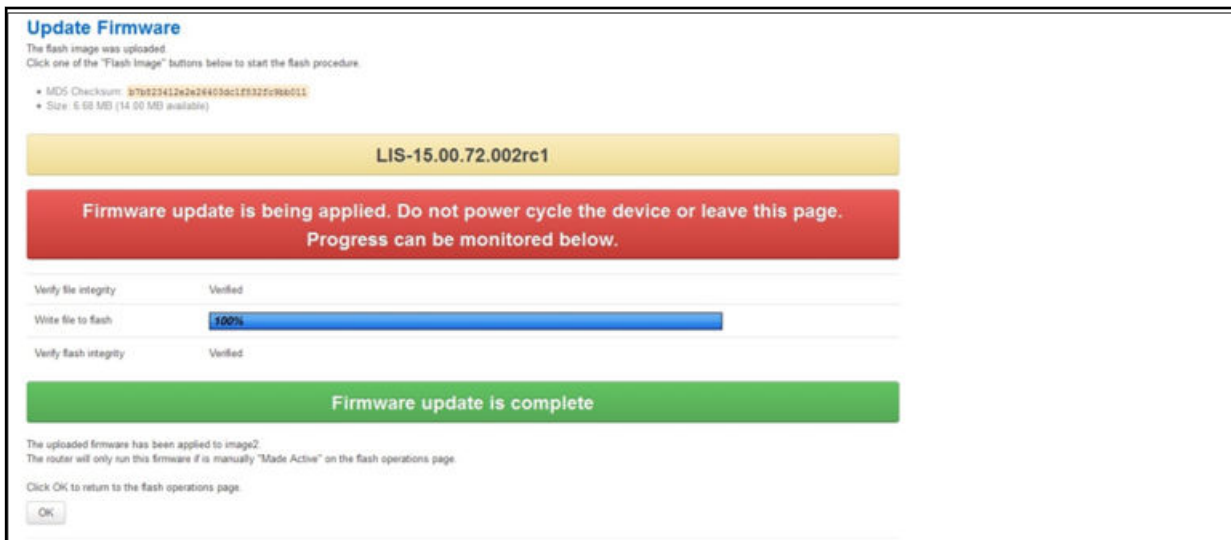 Update Firmware
The flash image was uploaded.
Click one of the "Flash Image" buttons below to start the flash procedure.
MD5 Checksum:
Size: 6.68 MB (14.00 MB available)
LIS-15.00.72.002rc1
Firmware update is being applied. Do not power cycle the device or leave this page.
Progress can be monitored below.
Verify file integrity Verified
Write file to flash 100%
Verify flash integrity Verified
Firmware update is complete
The uploaded firmware has been applied to image2.
The router will only run this firmware if is manually "Made Active" on the flash operations page.
Click OK to return to the flash operations page.
OK